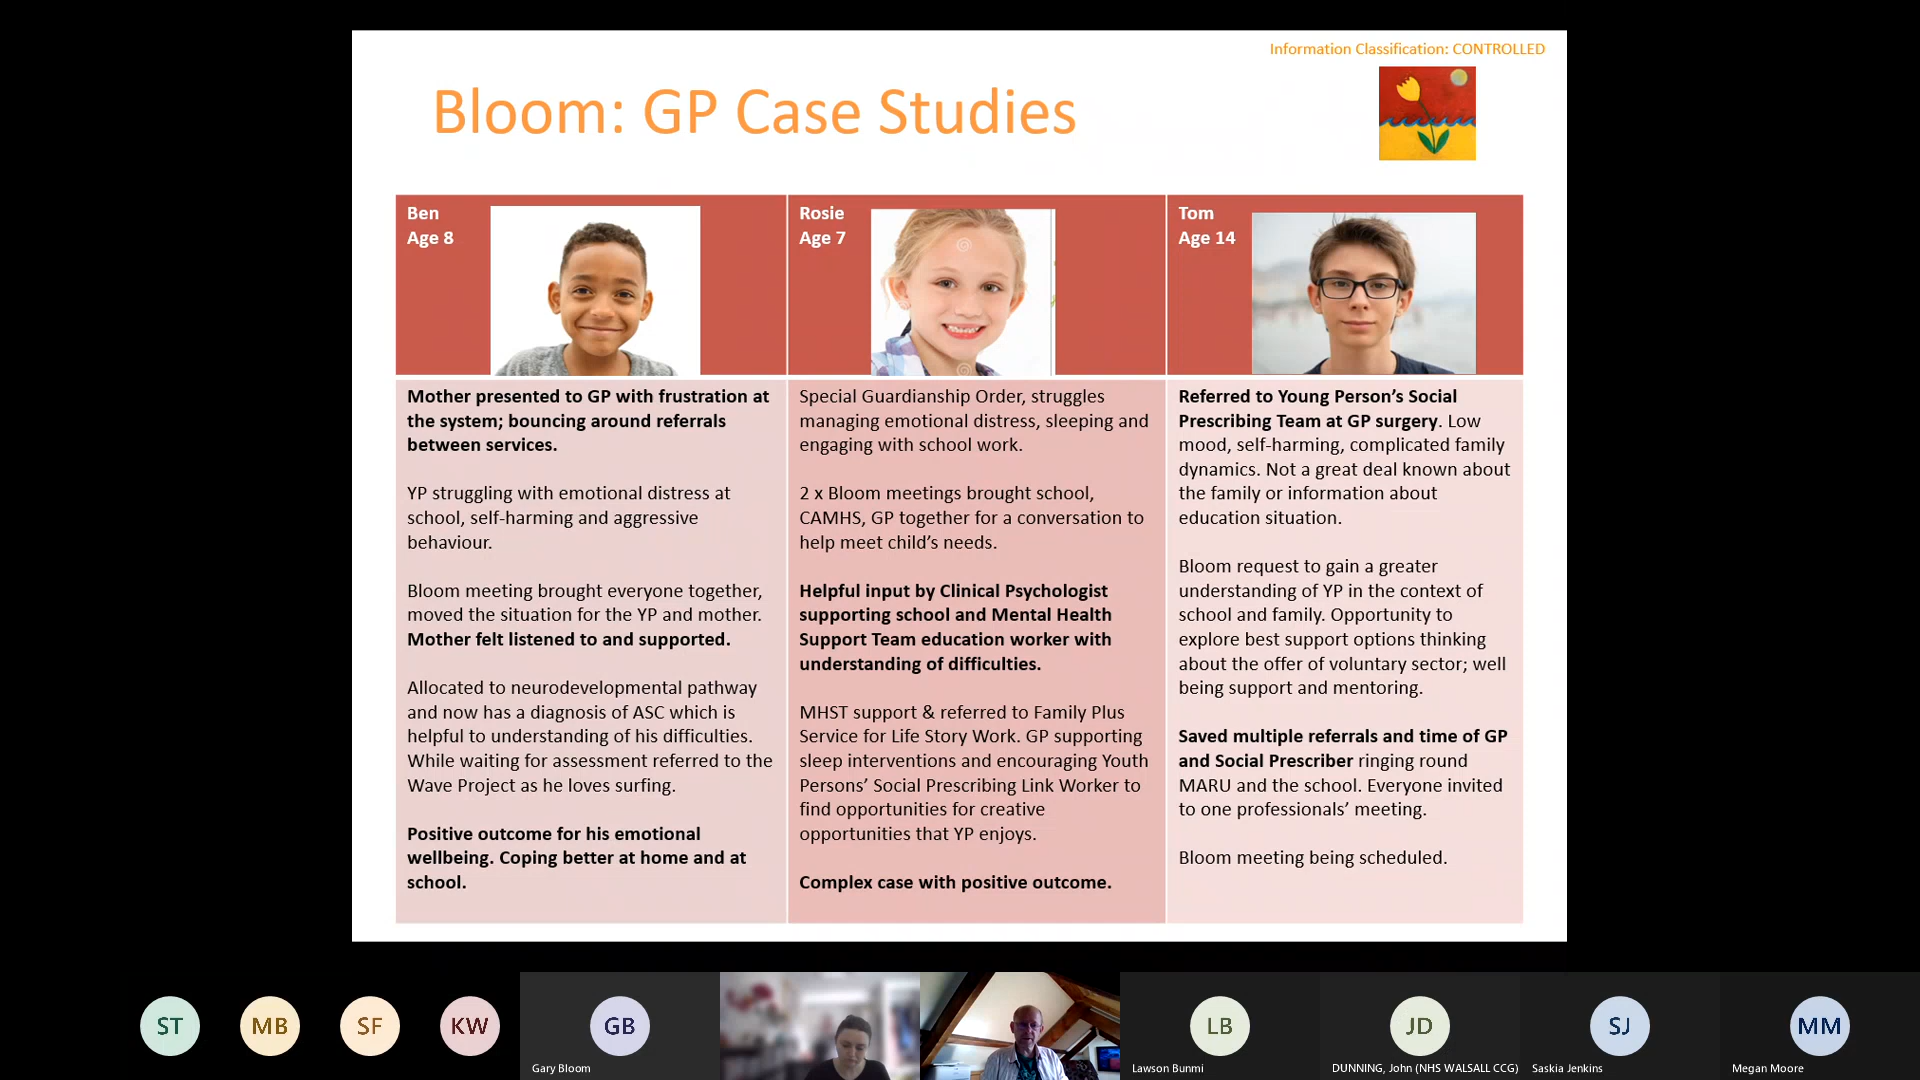 Information Classification: CONTROLLED
Bloom: GP Case Studies
Ben
Age 8
Rosie
Age 7
Tom
Age 14
Mother presented to GP with frustration at
the system; bouncing around referrals
between services.
YP struggling with emotional distress at
school, self-harming and aggressive
behaviour.
Bloom meeting brought everyone together,
moved the situation for the YP and mother.
Mother felt listened to and supported.
Allocated to neurodevelopmental pathway
and now has a diagnosis of ASC which is
helpful to understanding of his difficulties.
While waiting for assessment referred to the
Wave Project as he loves surfing.
Positive outcome for his emotional
wellbeing. Coping better at home and at
school.
Special Guardianship Order, struggles
managing emotional distress, sleeping and
engaging with school work.
2 x Bloom meetings brought school,
CAMHS, GP together for a conversation to
help meet child’s needs.
Helpful input by Clinical Psychologist
supporting school and Mental Health
Support Team education worker with
understanding of difficulties.
MHST support & referred to Family Plus
Service for Life Story Work. GP supporting
sleep interventions and encouraging Youth
Persons’ Social Prescribing Link Worker to
find opportunities for creative
opportunities that YP enjoys.
Complex case with positive outcome.
Referred to Young Person’s Social
Prescribing Team at GP surgery. Low
mood, self-harming, complicated family
dynamics. Not a great deal known about
the family or information about
education situation.
Bloom request to gain a greater
understanding of YP in the context of
school and family. Opportunity to
explore best support options thinking
about the offer of voluntary sector; well
being support and mentoring.
Saved multiple referrals and time of GP
and Social Prescriber ringing round
MARU and the school. Everyone invited
to one professionals’ meeting.
Bloom meeting being scheduled.
ST
MB
SF
KW
GB
LB
JD
SJ
MM
Gary Bloom
Lawson Bunmi
DUNNING, John (NHS WALSALL CCG)
Saskia Jenkins
Megan Moore